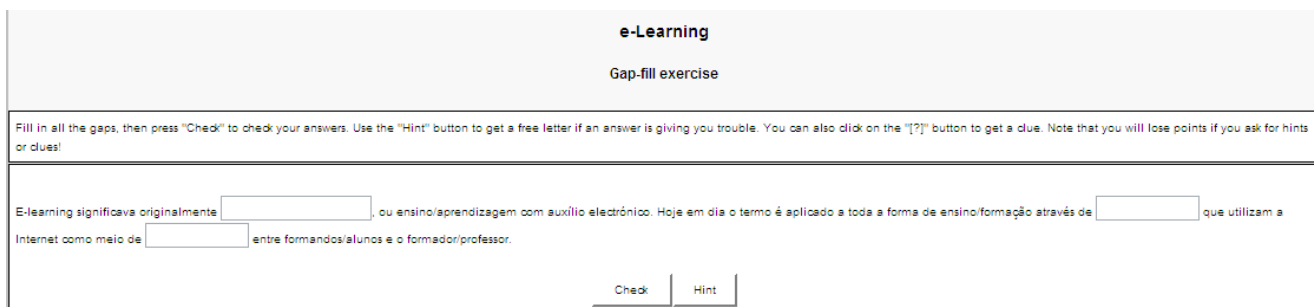 e-Learning
Gap-fill exercise
Fill in all the gaps, then press "Check" to check your answers. Use the "Hint" button to get a free letter if an answer is giving you trouble. You can also click on the "[?]" button to get a clue. Note that you will lose points if you ask for hints
or clues!
E-learning significava originalmente , ou ensino/aprendizagem com auxílio electrónico. Hoje em dia o termo é aplicado a toda a forma de ensino/formação através de que utilizam a
Internet como meio de entre formandos/alunos e o formador/professor.
Check Hint